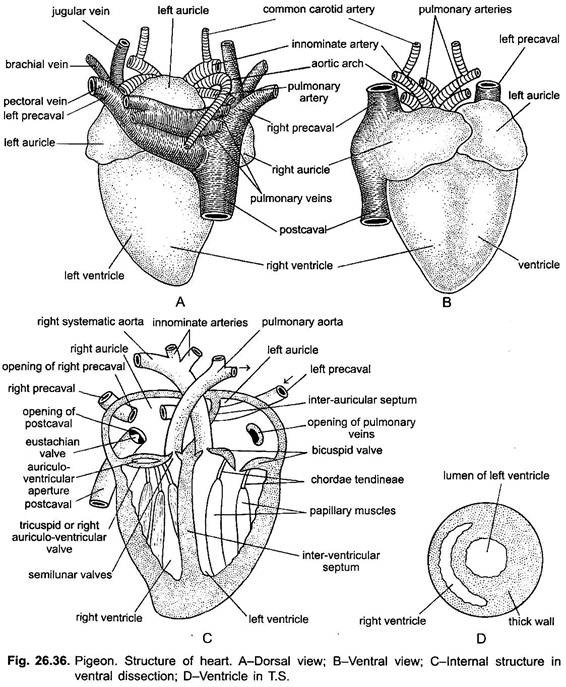 jugular vein
left auricle
common carotid artery
pulmonary arteries
brachial vein
innominate artery
left precaval
aortic arch
pectoral vein
left precaval
pulmonary artery
left auricle
right precaval
left auricle
right auricle
pulmonary veins
postcaval
left ventricle
right ventricle
ventricle
A
B
right systematic aorta
innominate arteries
pulmonary aorta
right auricle
left auricle
opening of right precaval
left precaval
right precaval
inter-auricular septum
opening of
postcaval
opening of pulmonary
veins
eustachian
valve
bicuspid valve
lumen of left ventricle
auriculo-
ventricular
aperture
chordae tendineae
postcaval
papillary muscles
tricuspid or right
auriculo-ventricular
valve
inter-ventricular
septum
semilunar valves
right ventricle
left ventricle
right ventricle
thick wall
C
D
Fig. 26.36. Pigeon. Structure of heart. A–Dorsal view; B–Ventral view; C–Internal structure in
ventral dissection; D–Ventricle in T.S.